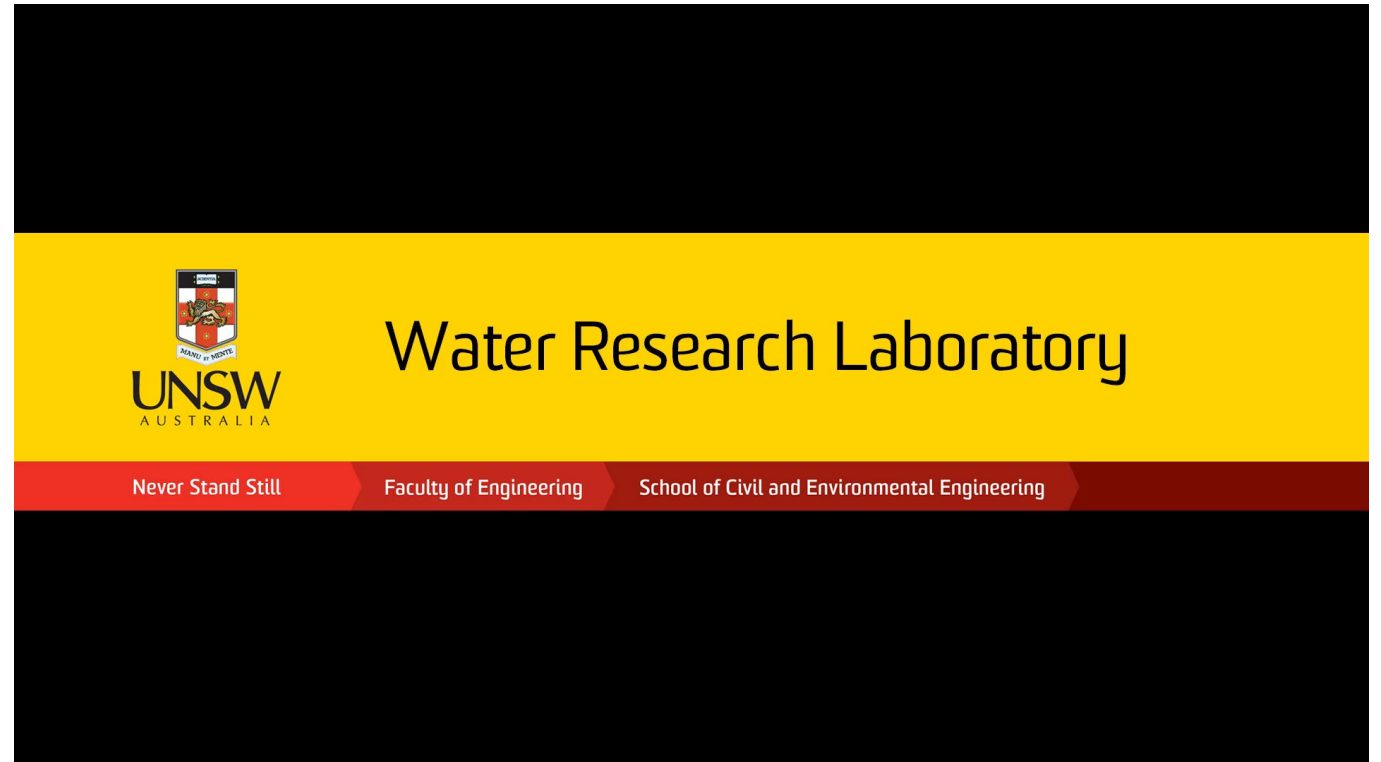 SCIENTIA
MANU ET MENTE
UNSW
AUSTRALIA
Water Research Laboratory
Never Stand Still
Faculty of Engineering
School of Civil and Environmental Engineering